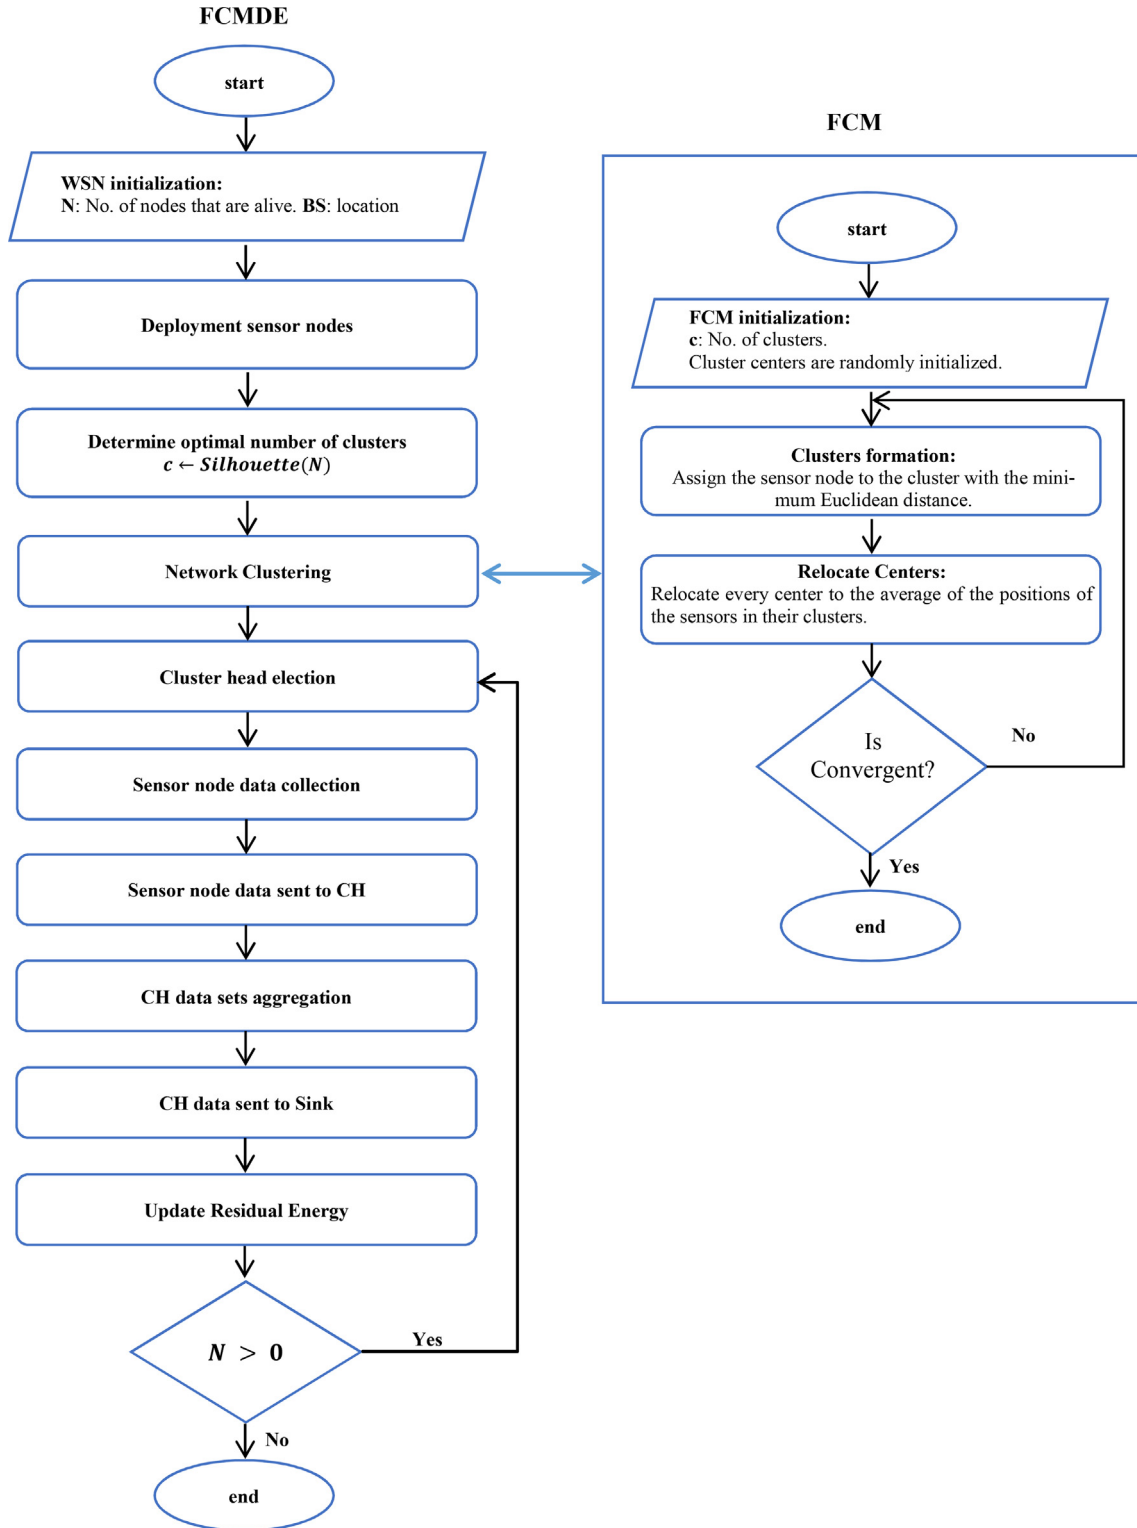 FCMDE
start
WSN initialization:
N: No. of nodes that are alive. BS: location
Deployment sensor nodes
Determine optimal number of clusters
c ← Silhouette(N)
Network Clustering
Cluster head election
Sensor node data collection
Sensor node data sent to CH
CH data sets aggregation
CH data sent to Sink
Update Residual Energy
N > 0
Yes
No
end
FCM
start
FCM initialization:
c: No. of clusters.
Cluster centers are randomly initialized.
Clusters formation:
Assign the sensor node to the cluster with the mini-
mum Euclidean distance.
Relocate Centers:
Relocate every center to the average of the positions of
the sensors in their clusters.
Is
Convergent?
No
Yes
end